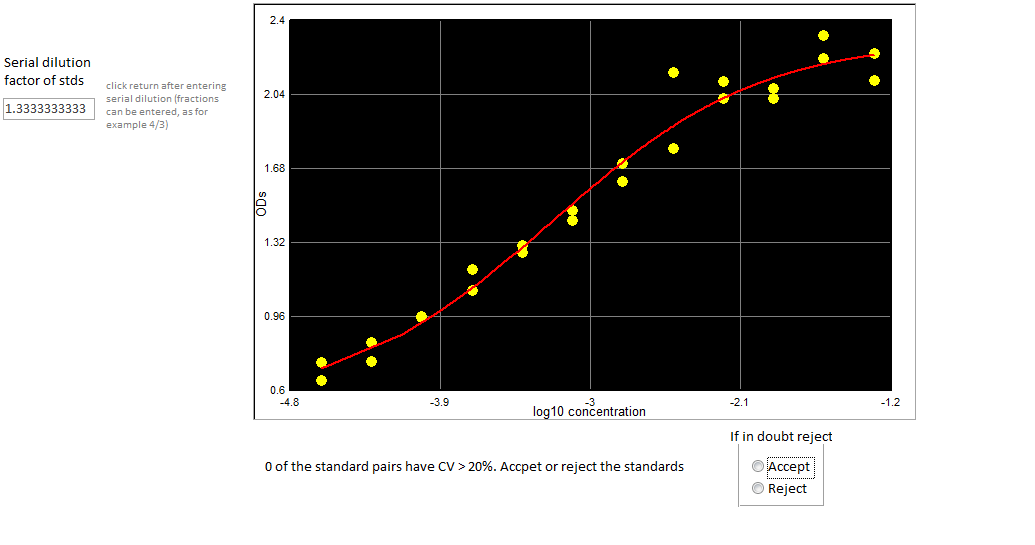 Serial dilution
factor of stds
1.3333333333
click return after entering
serial dilution (fractions
can be entered, as for
example 4/3)
2.4
2.04
1.68
1.32
0.96
0.6
ODs
-4.8 -3.9 -3 -2.1 -1.2
log10 concentration
If in doubt reject
0 of the standard pairs have CV > 20%. Accpet or reject the standards
Accept
Reject